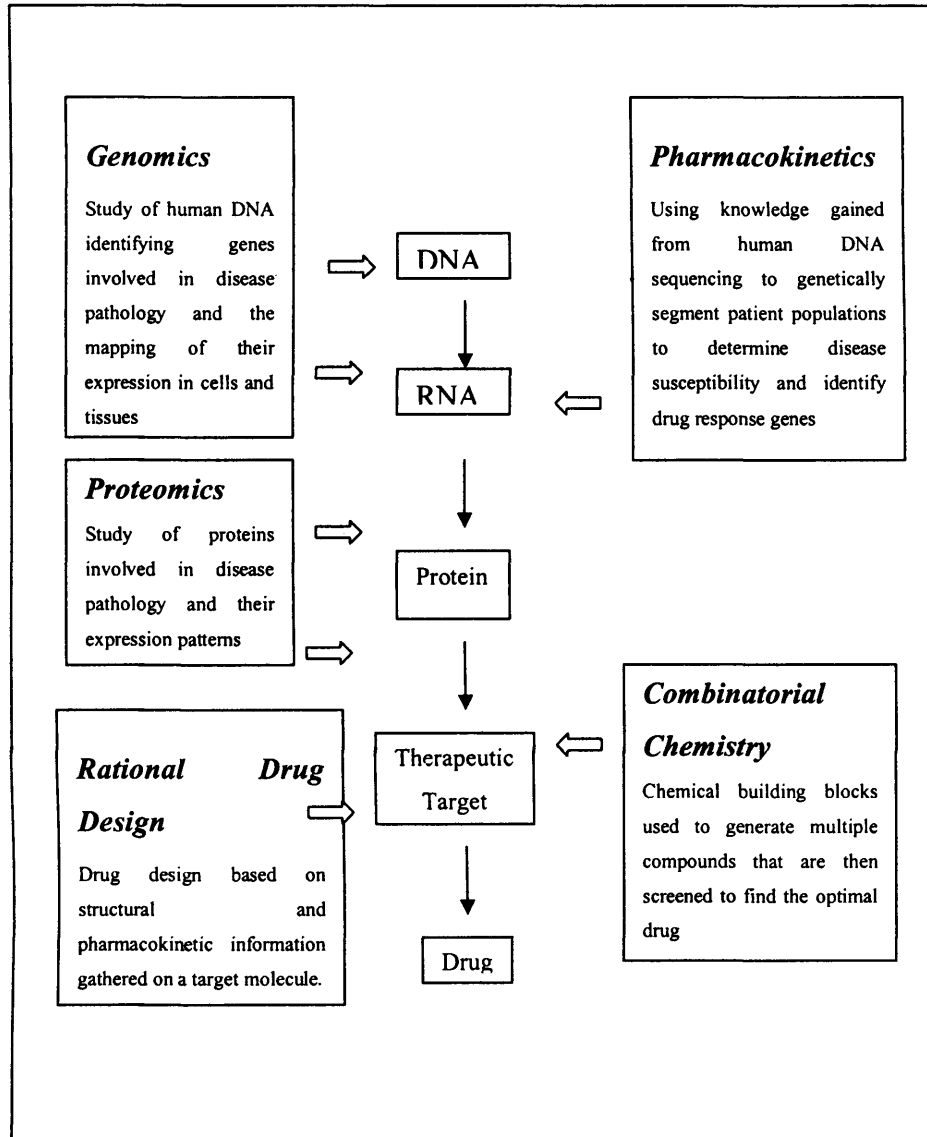 Genomics
Study of human DNA
identifying genes
involved in disease
pathology and the
mapping of their
expression in cells and
tissues
Pharmacokinetics
Using knowledge gained
from human DNA
sequencing to genetically
segment patient populations
to determine disease
susceptibility and identify
drug response genes
DNA
RNA
Proteomics
Study of proteins
involved in disease
pathology and their
expression patterns
Protein
Rational Drug
Design
Drug design based on
structural and
pharmacokinetic information
gathered on a target molecule.
Therapeutic
Target
Combinatorial
Chemistry
Chemical building blocks
used to generate multiple
compounds that are then
screened to find the optimal
drug
Drug